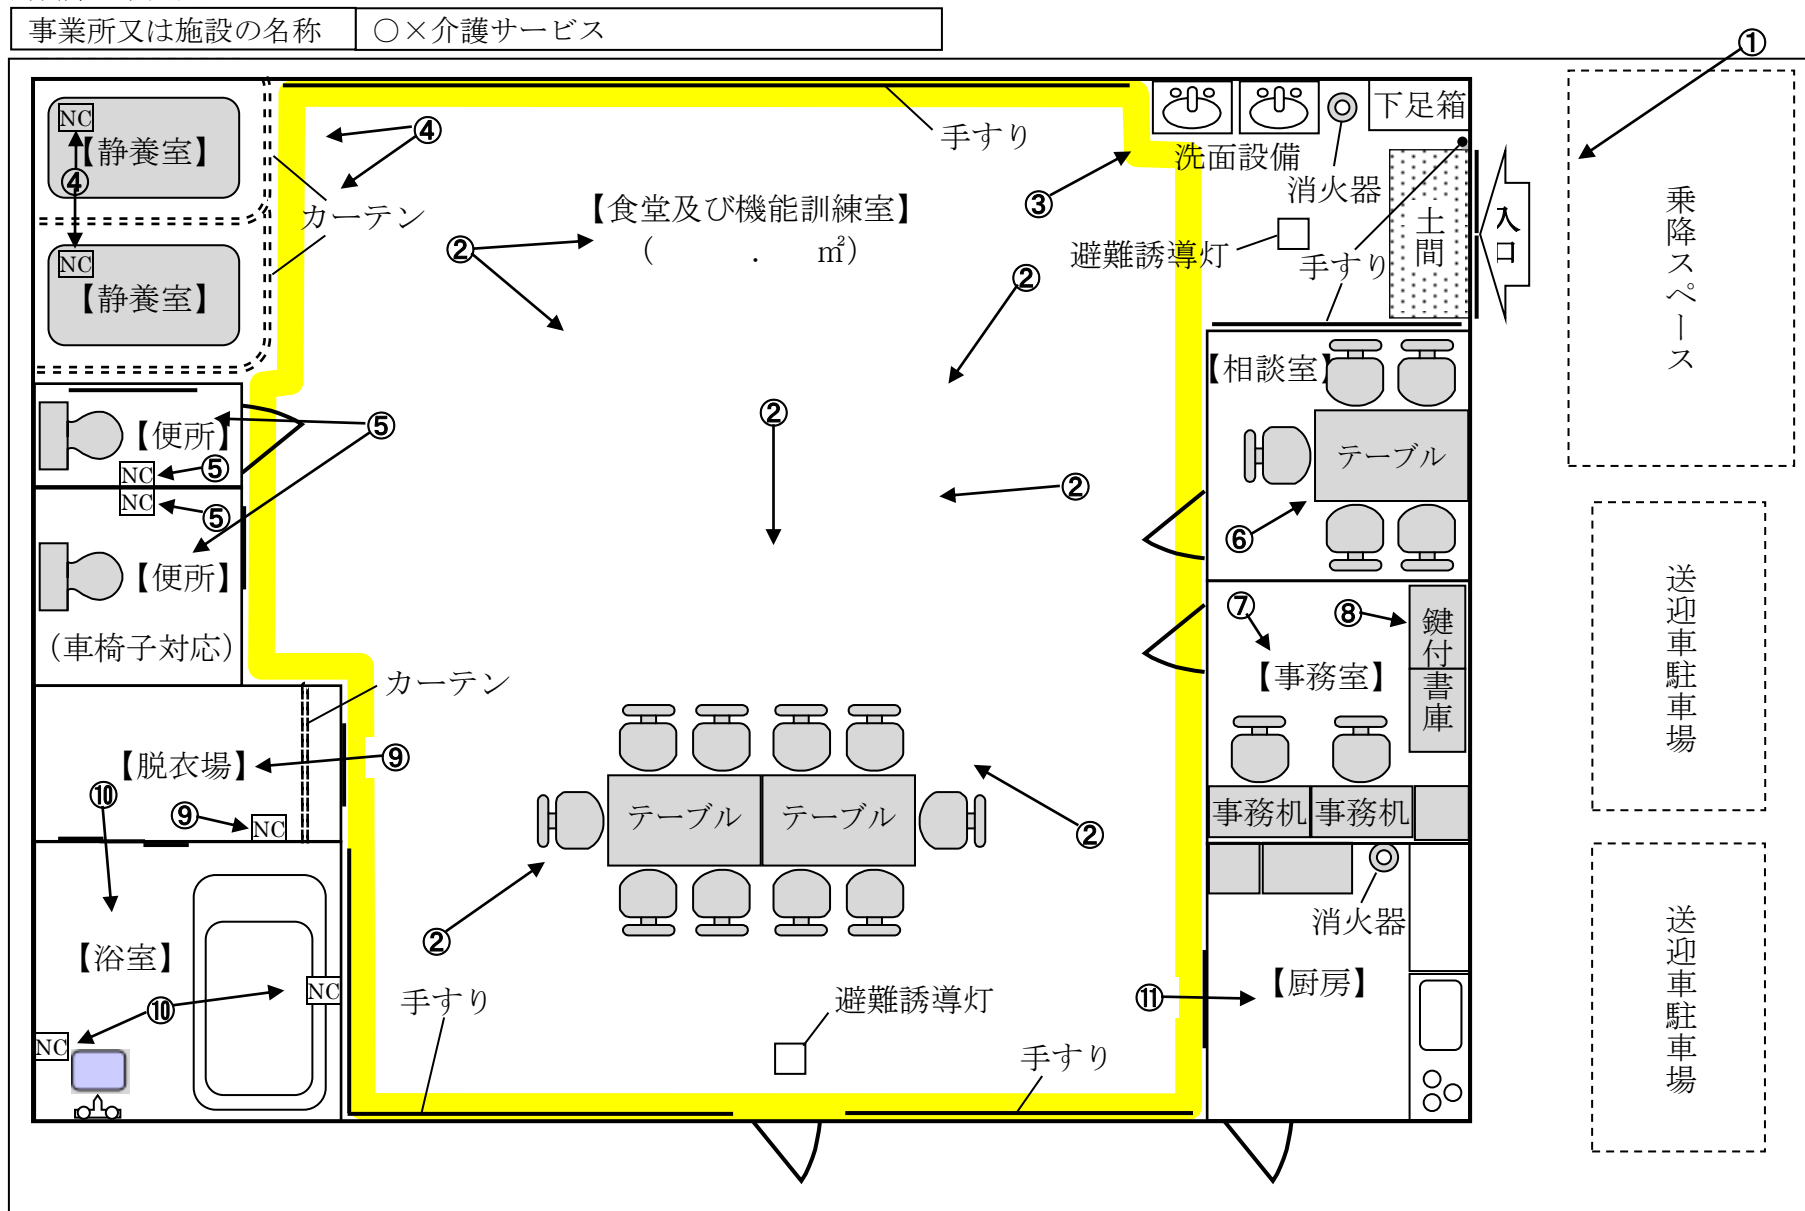 事業所又は施設の名称
○×介護サービス
①
下足箱
NC
【静養室】
④
④
手すり
洗面設備
消火器
③
カーテン
【食堂及び機能訓練室】
(　　．　㎡)
②
避難誘導灯
手すり
土間
入口
乗降スペース
NC
【静養室】
②
【相談室】
テーブル
②
⑤
【便所】
NC
⑤
NC
⑤
②
⑥
【便所】
(車椅子対応)
⑦
⑧
鍵付書庫
【事務室】
送迎車駐車場
カーテン
【脱衣場】
⑨
⑩
⑨
NC
テーブル
テーブル
②
事務机
事務机
②
消火器
【浴室】
NC
⑩
NC
手すり
避難誘導灯
手すり
⑪
【厨房】
送迎車駐車場